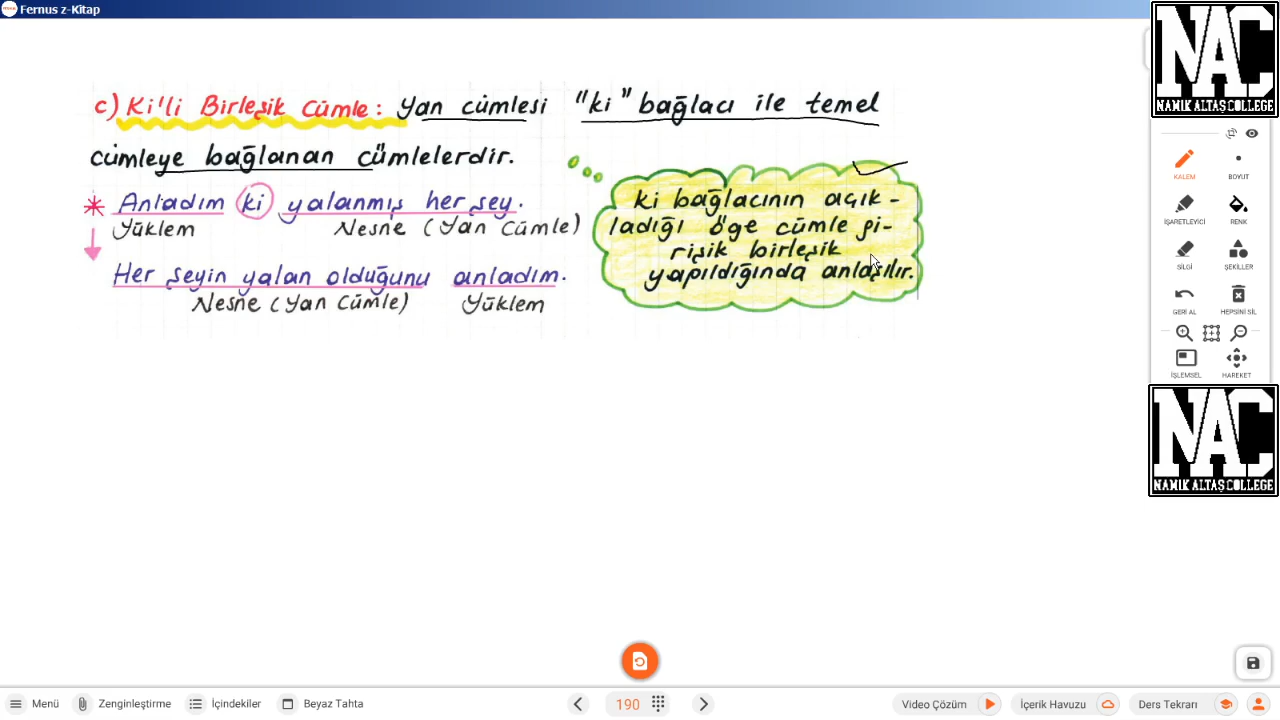 Fernus z-Kitap
NAC
NAMIK ALTAŞ COLLEGE
c) Ki'li Birleşik Cümle: Yan cümlesi "ki" bağlacı ile temel
cümleye bağlanan cümlelerdir.
* Anladım ki yalanmış her şey.
Yüklem Nesne (Yan Cümle)
Her şeyin yalan olduğunu anladım.
Nesne (Yan Cümle) Yüklem
ki bağlacının açık-
ladığı öge cümle gi-
rişik birleşik
yapıldığında anlaşılır.
KALEM
BOYUT
İŞARETLEYİCİ
RENK
SİLGİ
ŞEKİLLER
GERİ AL
HEPSİNİ SİL
İŞLEMSEL
HAREKET
NAC
NAMIK ALTAŞ COLLEGE
Menü
Zenginleştirme
İçindekiler
Beyaz Tahta
190
Video Çözüm
İçerik Havuzu
Ders Tekrarı